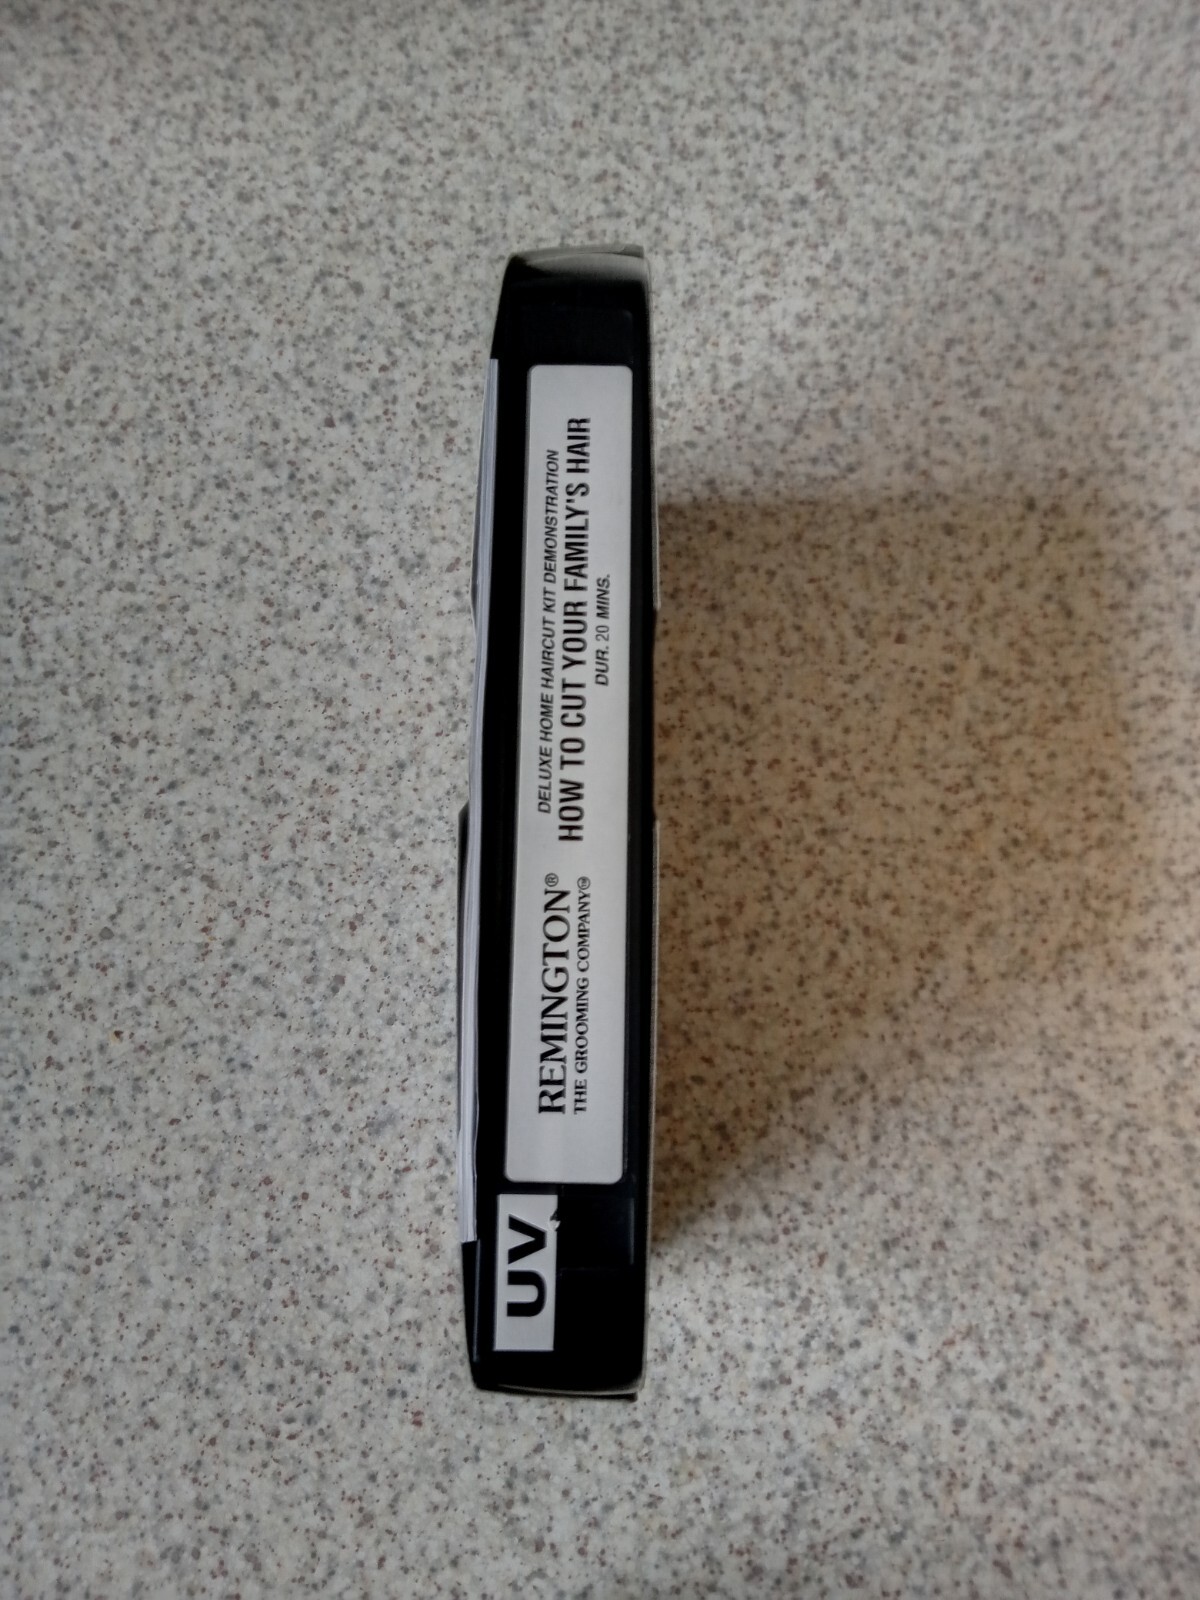 REMINGTON®
THE GROOMING COMPANY®
DELUXE HOME HAIRCUT KIT DEMONSTRATION
HOW TO CUT YOUR FAMILY'S HAIR
DUR. 20 MINS.
UV